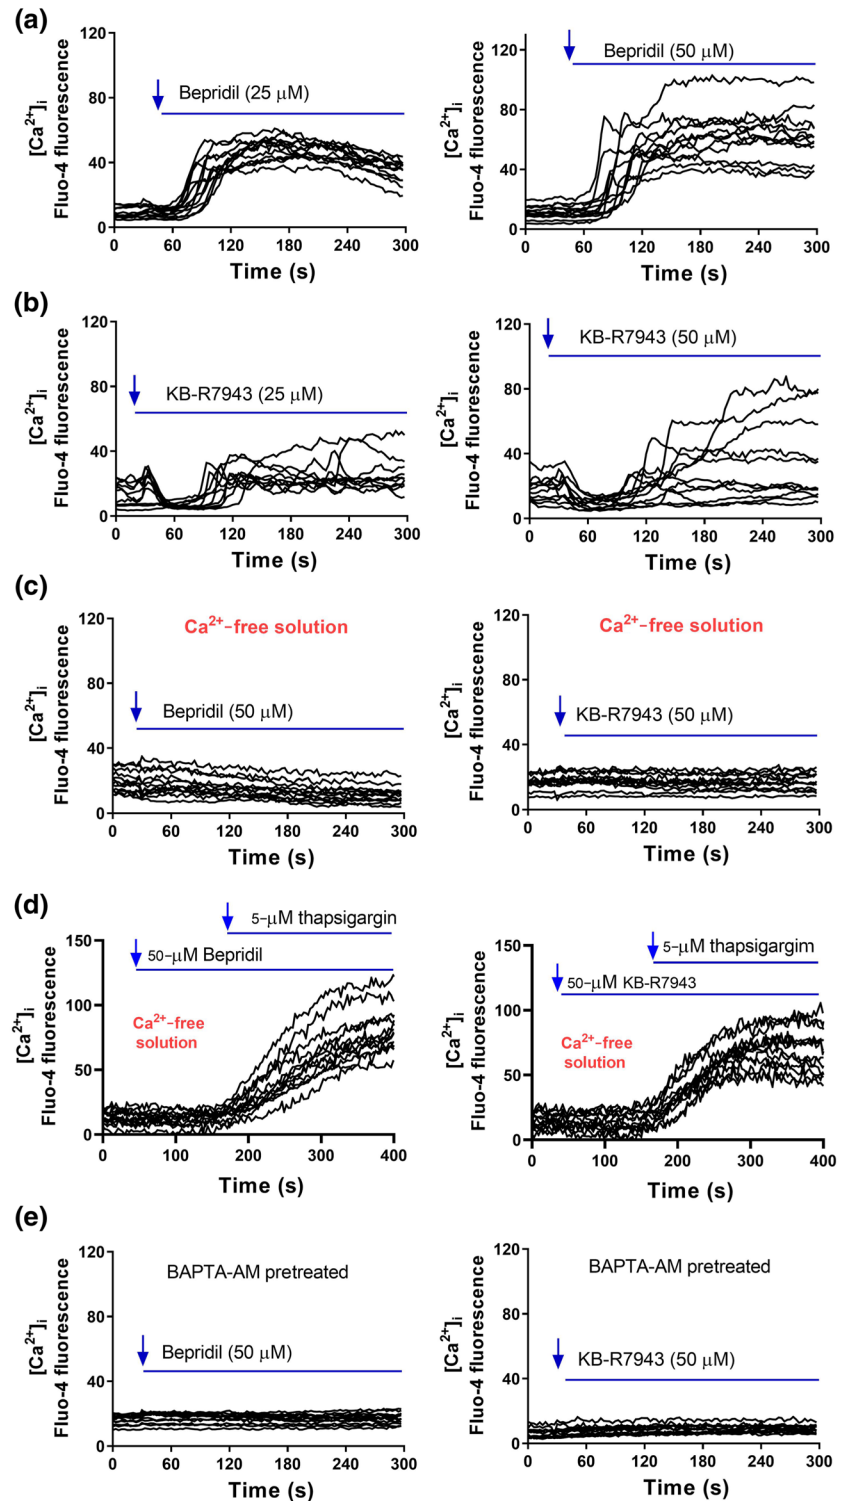 (a)
[Ca2+]i
Fluo-4 fluorescence
120
80
40
0
Bepridil (25 μM)
0 60 120 180 240 300
Time (s)
[Ca2+]i
Fluo-4 fluorescence
120
80
40
0
Bepridil (50 μM)
0 60 120 180 240 300
Time (s)
(b)
[Ca2+]i
Fluo-4 fluorescence
120
80
40
0
KB-R7943 (25 μM)
0 60 120 180 240 300
Time (s)
[Ca2+]i
Fluo-4 fluorescence
120
80
40
0
KB-R7943 (50 μM)
0 60 120 180 240 300
Time (s)
(c)
[Ca2+]i
Fluo-4 fluorescence
120
80
40
0
Ca2+-free solution
Bepridil (50 μM)
0 60 120 180 240 300
Time (s)
[Ca2+]i
Fluo-4 fluorescence
120
80
40
0
Ca2+-free solution
KB-R7943 (50 μM)
0 60 120 180 240 300
Time (s)
(d)
[Ca2+]i
Fluo-4 fluorescence
150
100
50
0
5-μM thapsigargin
50-μM Bepridil
Ca2+-free
solution
0 100 200 300 400
Time (s)
[Ca2+]i
Fluo-4 fluorescence
150
100
50
0
5-μM thapsigargim
50-μM KB-R7943
Ca2+-free
solution
0 100 200 300 400
Time (s)
(e)
[Ca2+]i
Fluo-4 fluorescence
120
80
40
0
BAPTA-AM pretreated
Bepridil (50 μM)
0 60 120 180 240 300
Time (s)
[Ca2+]i
Fluo-4 fluorescence
120
80
40
0
BAPTA-AM pretreated
KB-R7943 (50 μM)
0 60 120 180 240 300
Time (s)